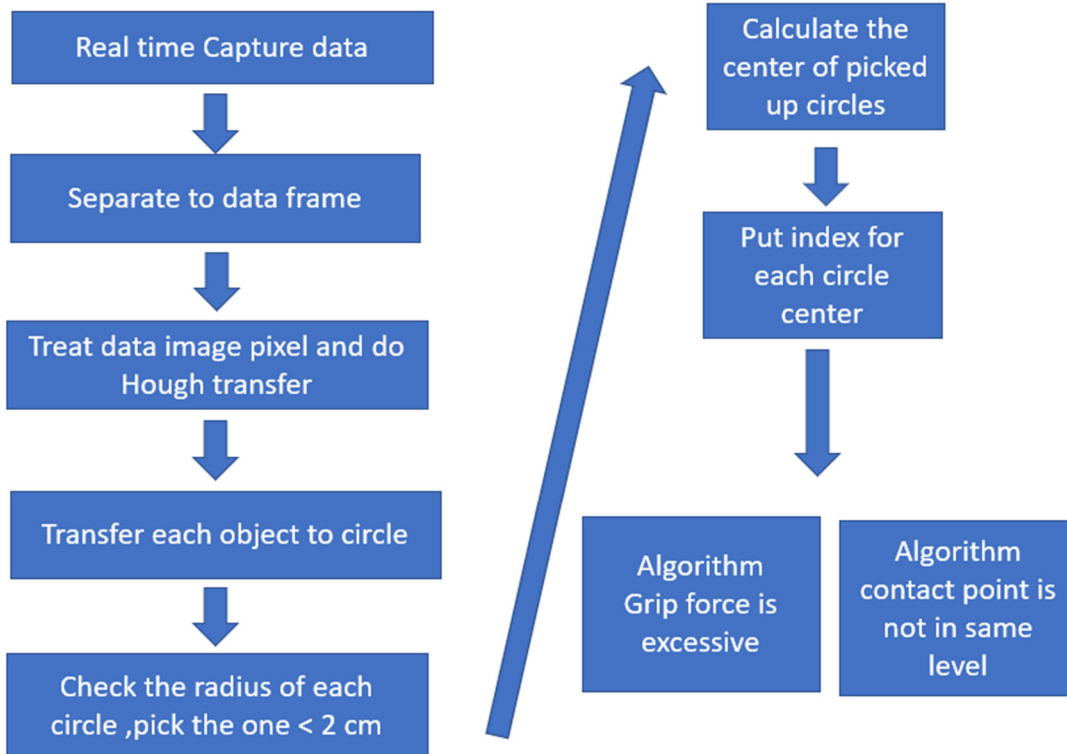 Real time Capture data
Separate to data frame
Treat data image pixel and do
Hough transfer
Transfer each object to circle
Check the radius of each
circle ,pick the one < 2 cm
Calculate the
center of picked
up circles
Put index for
each circle
center
Algorithm
Grip force is
excessive
Algorithm
contact point is
not in same
level